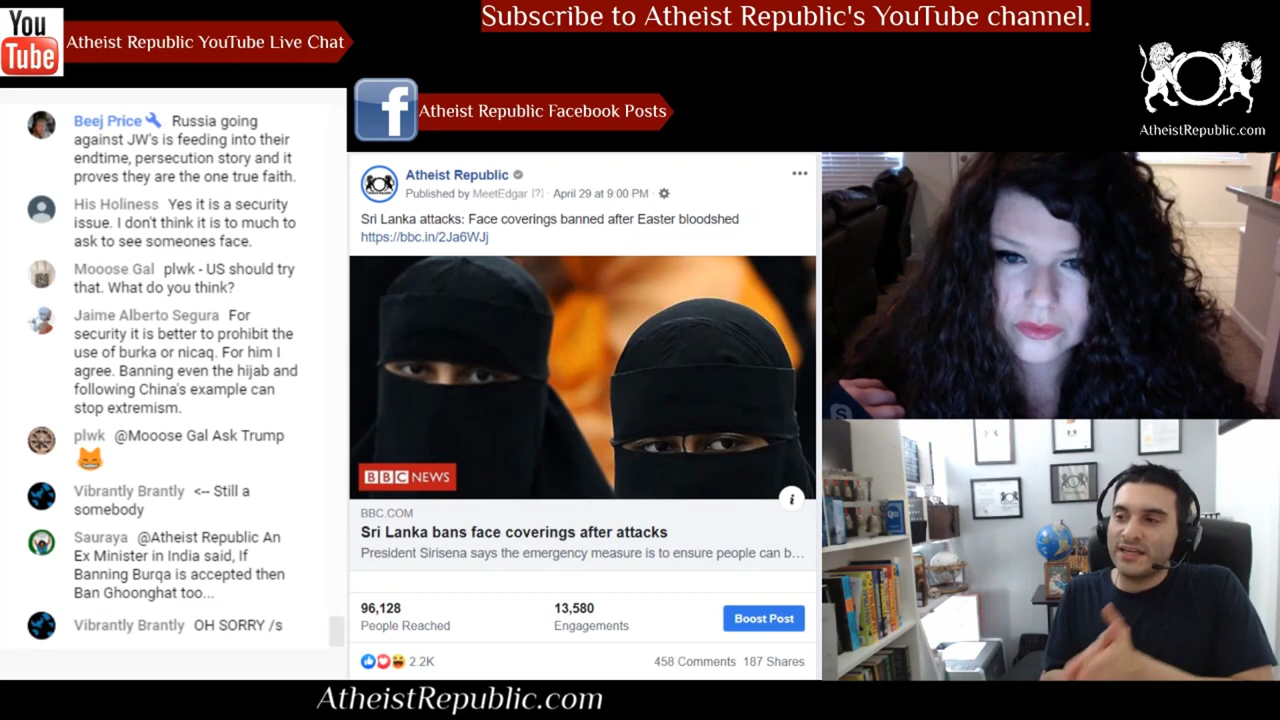 Subscribe to Atheist Republic's YouTube channel.
You
Tube
Atheist Republic YouTube Live Chat
f
Atheist Republic Facebook Posts
AtheistRepublic.com
Beej Price Russia going
against JW's is feeding into their
endtime, persecution story and it
proves they are the one true faith.
His Holiness Yes it is a security
issue. I don't think it is to much to
ask to see someones face.
Mooose Gal plwk - US should try
that. What do you think?
Jaime Alberto Segura For
security it is better to prohibit the
use of burka or nicaq. For him I
agree. Banning even the hijab and
following China's example can
stop extremism.
plwk @Mooose Gal Ask Trump
Vibrantly Brantly <-- Still a
somebody
Sauraya @Atheist Republic An
Ex Minister in India said, If
Banning Burqa is accepted then
Ban Ghoonghat too...
Vibrantly Brantly OH SORRY /s
Atheist Republic
Published by MeetEdgar [?] · April 29 at 9:00 PM ·
Sri Lanka attacks: Face coverings banned after Easter bloodshed
https://bbc.in/2Ja6WJj
BBC NEWS
i
BBC.COM
Sri Lanka bans face coverings after attacks
President Sirisena says the emergency measure is to ensure people can b...
96,128
People Reached
13,580
Engagements
Boost Post
2.2K
458 Comments 187 Shares
S
AtheistRepublic.com